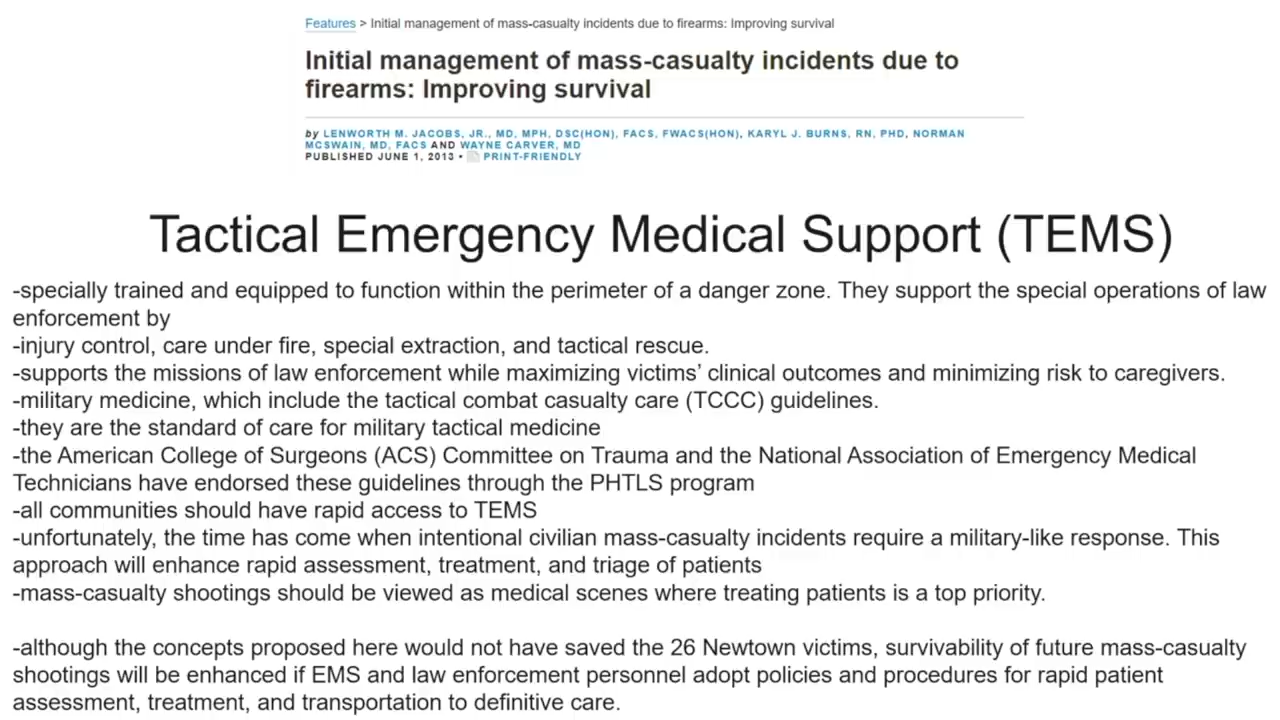 Features > Initial management of mass-casualty incidents due to firearms: Improving survival
Initial management of mass-casualty incidents due to
firearms: Improving survival
by LENWORTH M. JACOBS, JR., MD, MPH, DSC(HON), FACS, FWACS(HON), KARYL J. BURNS, RN, PHD, NORMAN
MCSWAIN, MD, FACS AND WAYNE CARVER, MD
PUBLISHED JUNE 1, 2013 • PRINT-FRIENDLY
Tactical Emergency Medical Support (TEMS)
-specially trained and equipped to function within the perimeter of a danger zone. They support the special operations of law
enforcement by
-injury control, care under fire, special extraction, and tactical rescue.
-supports the missions of law enforcement while maximizing victims' clinical outcomes and minimizing risk to caregivers.
-military medicine, which include the tactical combat casualty care (TCCC) guidelines.
-they are the standard of care for military tactical medicine
-the American College of Surgeons (ACS) Committee on Trauma and the National Association of Emergency Medical
Technicians have endorsed these guidelines through the PHTLS program
-all communities should have rapid access to TEMS
-unfortunately, the time has come when intentional civilian mass-casualty incidents require a military-like response. This
approach will enhance rapid assessment, treatment, and triage of patients
-mass-casualty shootings should be viewed as medical scenes where treating patients is a top priority.
-although the concepts proposed here would not have saved the 26 Newtown victims, survivability of future mass-casualty
shootings will be enhanced if EMS and law enforcement personnel adopt policies and procedures for rapid patient
assessment, treatment, and transportation to definitive care.